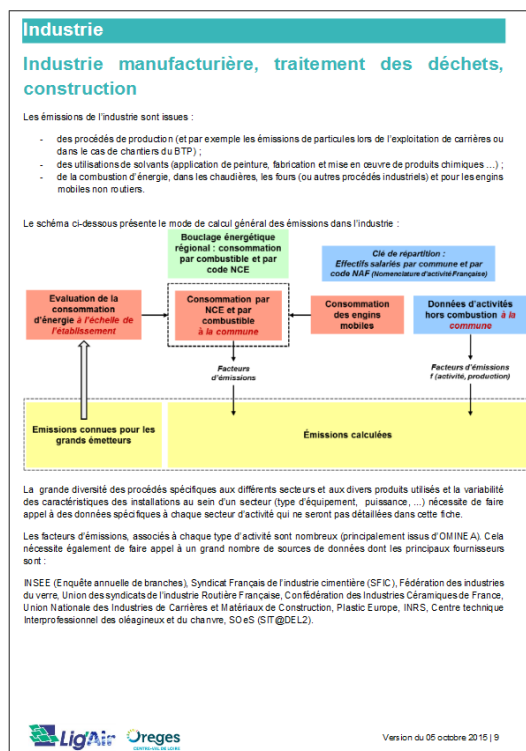 Industrie
Industrie manufacturière, traitement des déchets,
construction
Les émissions de l'industrie sont issues :
- des procédés de production (et par exemple les émissions de particules lors de l'exploitation de carrières ou
dans le cas de chantiers du BTP) ;
- des utilisations de solvants (application de peinture, fabrication et mise en œuvre de produits chimiques ...) ;
- de la combustion d'énergie, dans les chaudières, les fours (ou autres procédés industriels) et pour les engins
mobiles non routiers.
Le schéma ci-dessous présente le mode de calcul général des émissions dans l'industrie :
Bouclage énergétique
régional : consommation
par combustible et par
code NCE
Clé de répartition :
Effectifs salariés par commune et par
code NAF (Nomenclature d'activité Française)
Evaluation de la
consommation
d'énergie à l'échelle de
l'établissement
Consommation par
NCE et par
combustible
à la commune
Consommation
des engins
mobiles
Données d'activités
hors combustion à la
commune
Facteurs
d'émissions
Facteurs d'émissions
f (activité, production)
Emissions connues pour les
grands émetteurs
Émissions calculées
La grande diversité des procédés spécifiques aux différents secteurs et aux divers produits utilisés et la variabilité
des caractéristiques des installations au sein d'un secteur (type d'équipement, puissance, ...) nécessite de faire
appel à des données spécifiques à chaque secteur d'activité qui ne seront pas détaillées dans cette fiche.
Les facteurs d'émissions, associés à chaque type d'activité sont nombreux (principalement issus d'OMINEA). Cela
nécessite également de faire appel à un grand nombre de sources de données dont les principaux fournisseurs
sont :
INSEE (Enquête annuelle de branches), Syndicat Français de l'industrie cimentière (SFIC), Fédération des industries
du verre, Union des syndicats de l'industrie Routière Française, Confédération des Industries Céramiques de France,
Union Nationale des Industries de Carrières et Matériaux de Construction, Plastic Europe, INRS, Centre technique
Interprofessionnel des oléagineux et du chanvre, SOeS (SIT@DEL2).
Lig'Air Oreges
CENTRE-VAL DE LOIRE
Version du 05 octobre 2015 | 9